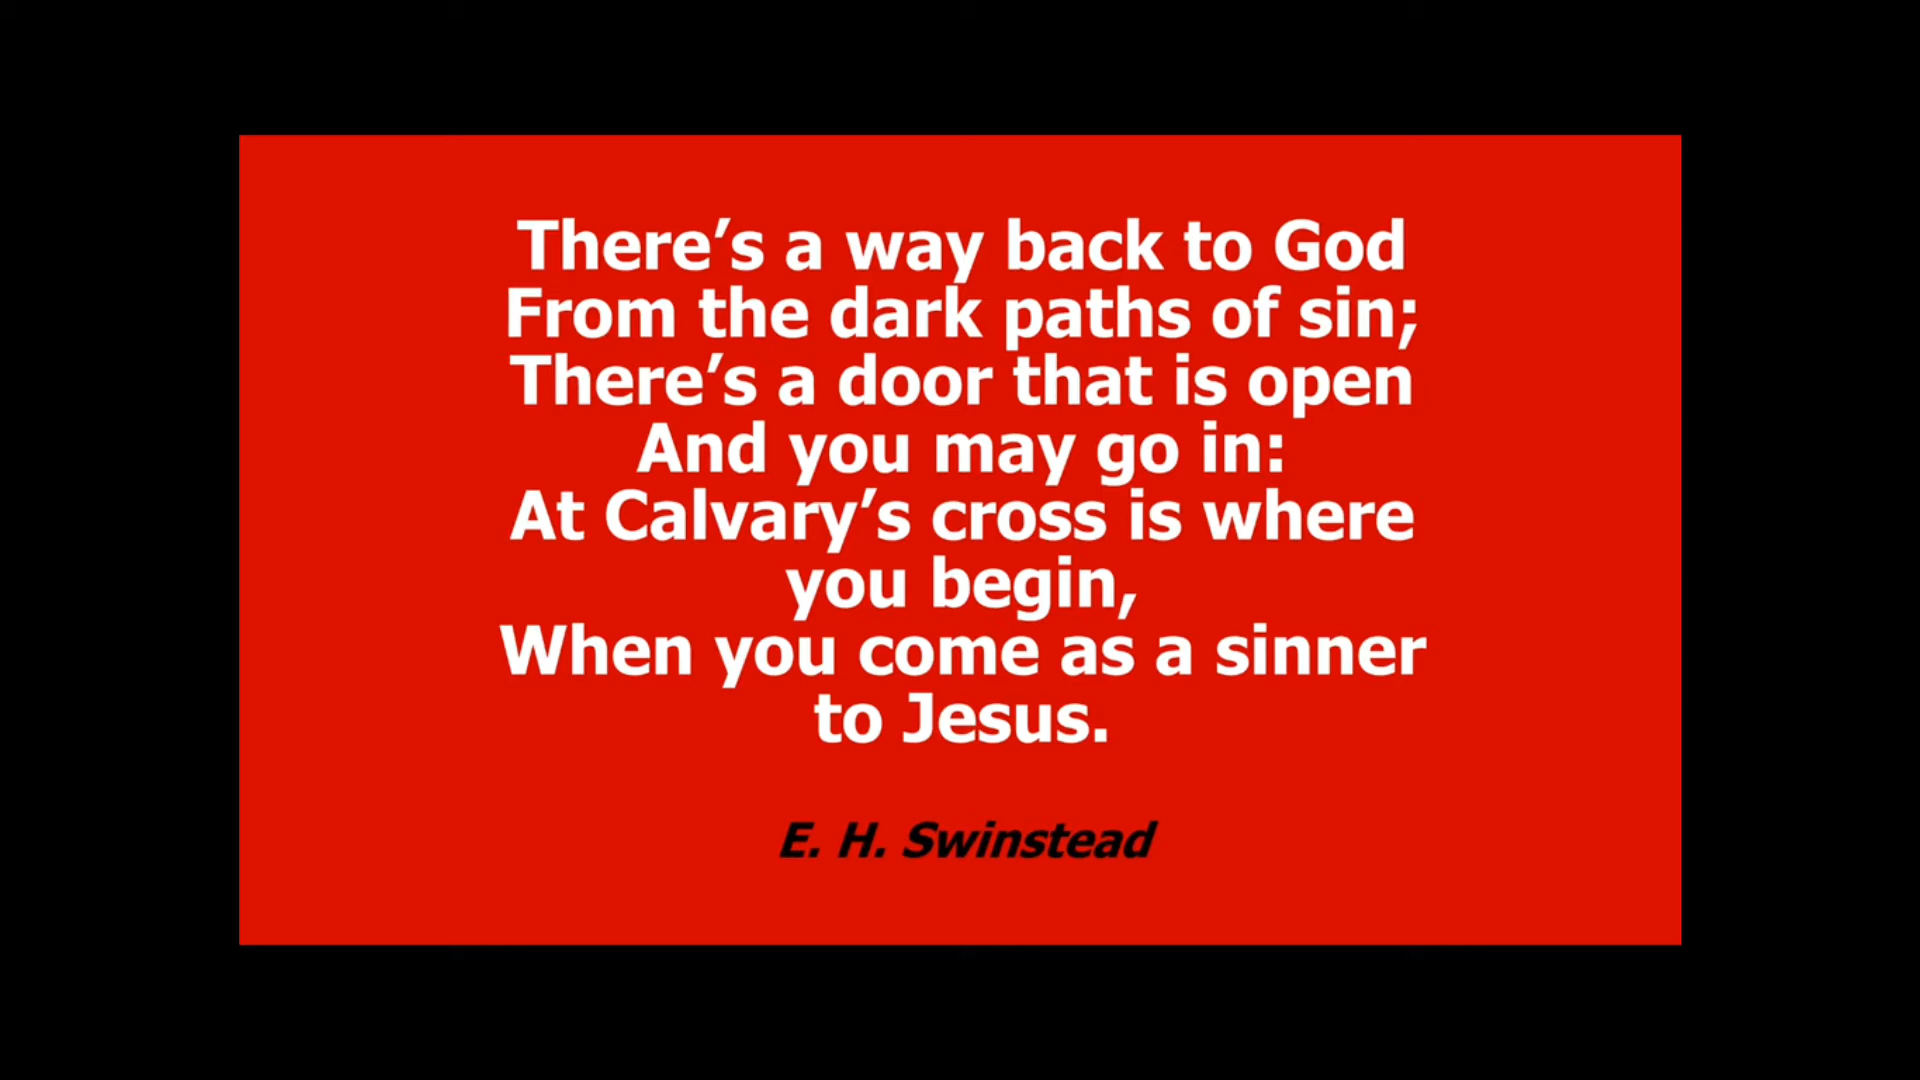 There’s a way back to God
From the dark paths of sin;
There’s a door that is open
And you may go in:
At Calvary’s cross is where
you begin,
When you come as a sinner
to Jesus.
E. H. Swinstead